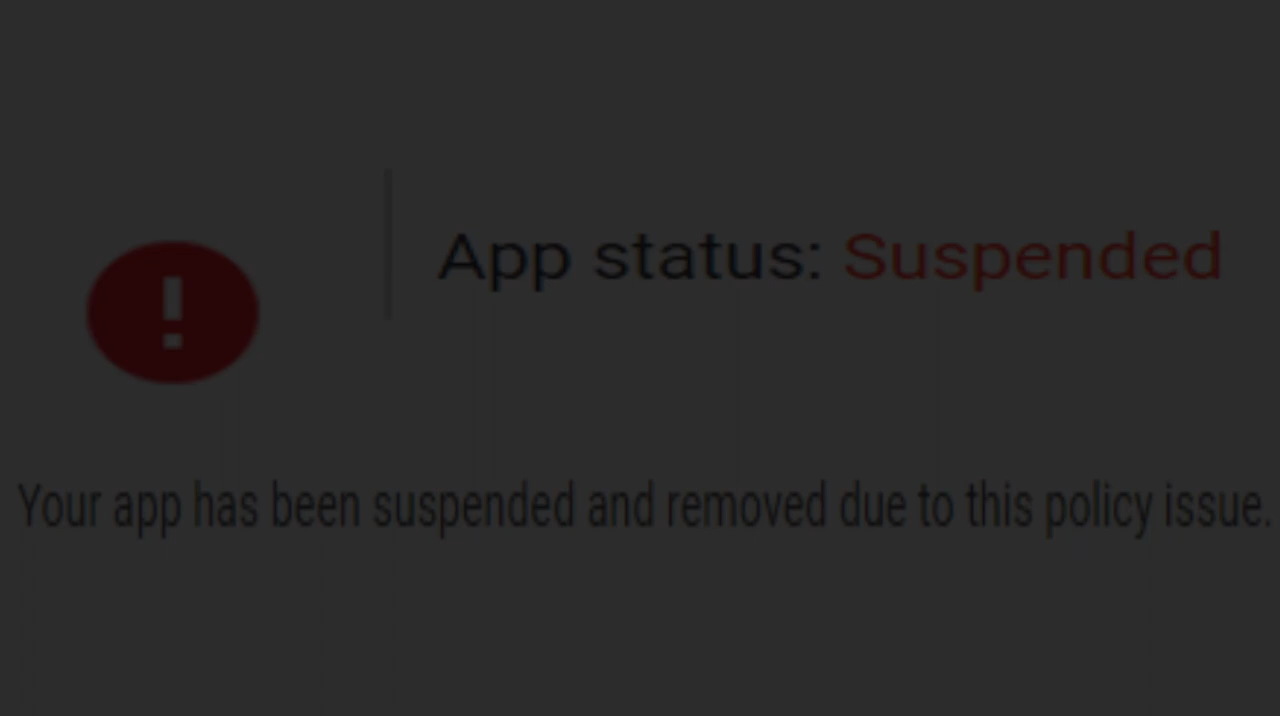 App status: Suspended
Your app has been suspended and removed due to this policy issue.